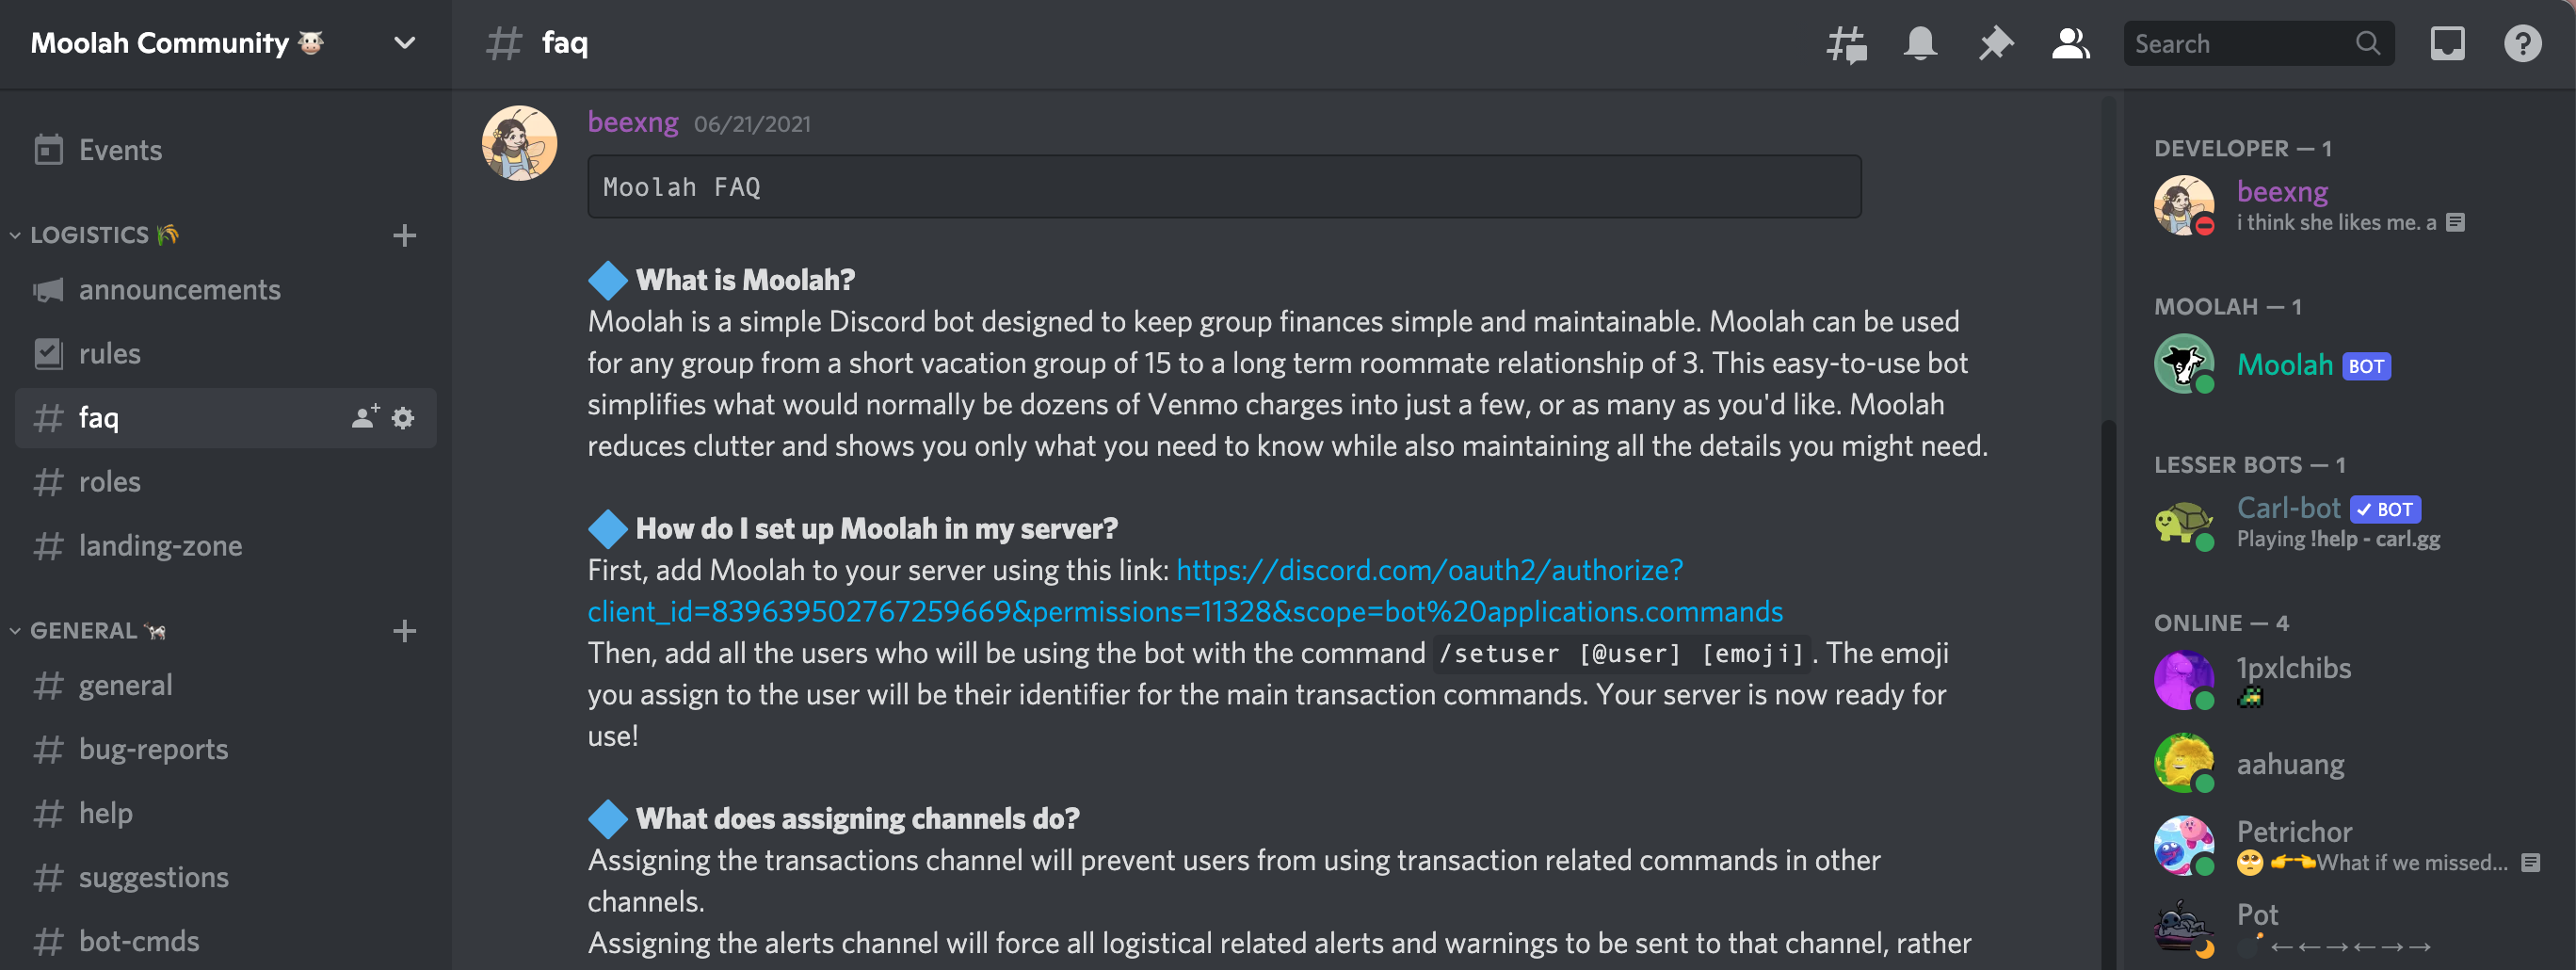 Moolah Community 🐮
Events
LOGISTICS 🌾
announcements
rules
faq
roles
landing-zone
GENERAL 🐄
general
bug-reports
help
suggestions
bot-cmds
faq
Search
beexng 06/21/2021
Moolah FAQ
🔷 What is Moolah?
Moolah is a simple Discord bot designed to keep group finances simple and maintainable. Moolah can be used
for any group from a short vacation group of 15 to a long term roommate relationship of 3. This easy-to-use bot
simplifies what would normally be dozens of Venmo charges into just a few, or as many as you'd like. Moolah
reduces clutter and shows you only what you need to know while also maintaining all the details you might need.
🔷 How do I set up Moolah in my server?
First, add Moolah to your server using this link: https://discord.com/oauth2/authorize?
client_id=839639502767259669&permissions=11328&scope=bot%20applications.commands
Then, add all the users who will be using the bot with the command /setuser [@user] [emoji]. The emoji
you assign to the user will be their identifier for the main transaction commands. Your server is now ready for
use!
🔷 What does assigning channels do?
Assigning the transactions channel will prevent users from using transaction related commands in other
channels.
Assigning the alerts channel will force all logistical related alerts and warnings to be sent to that channel, rather
DEVELOPER — 1
beexng
i think she likes me. a
MOOLAH — 1
Moolah BOT
LESSER BOTS — 1
Carl-bot ✓ BOT
Playing !help - carl.gg
ONLINE — 4
1pxlchibs
aahuang
Petrichor
🥺 👉👈What if we missed...
Pot
💣 ←←→←→→